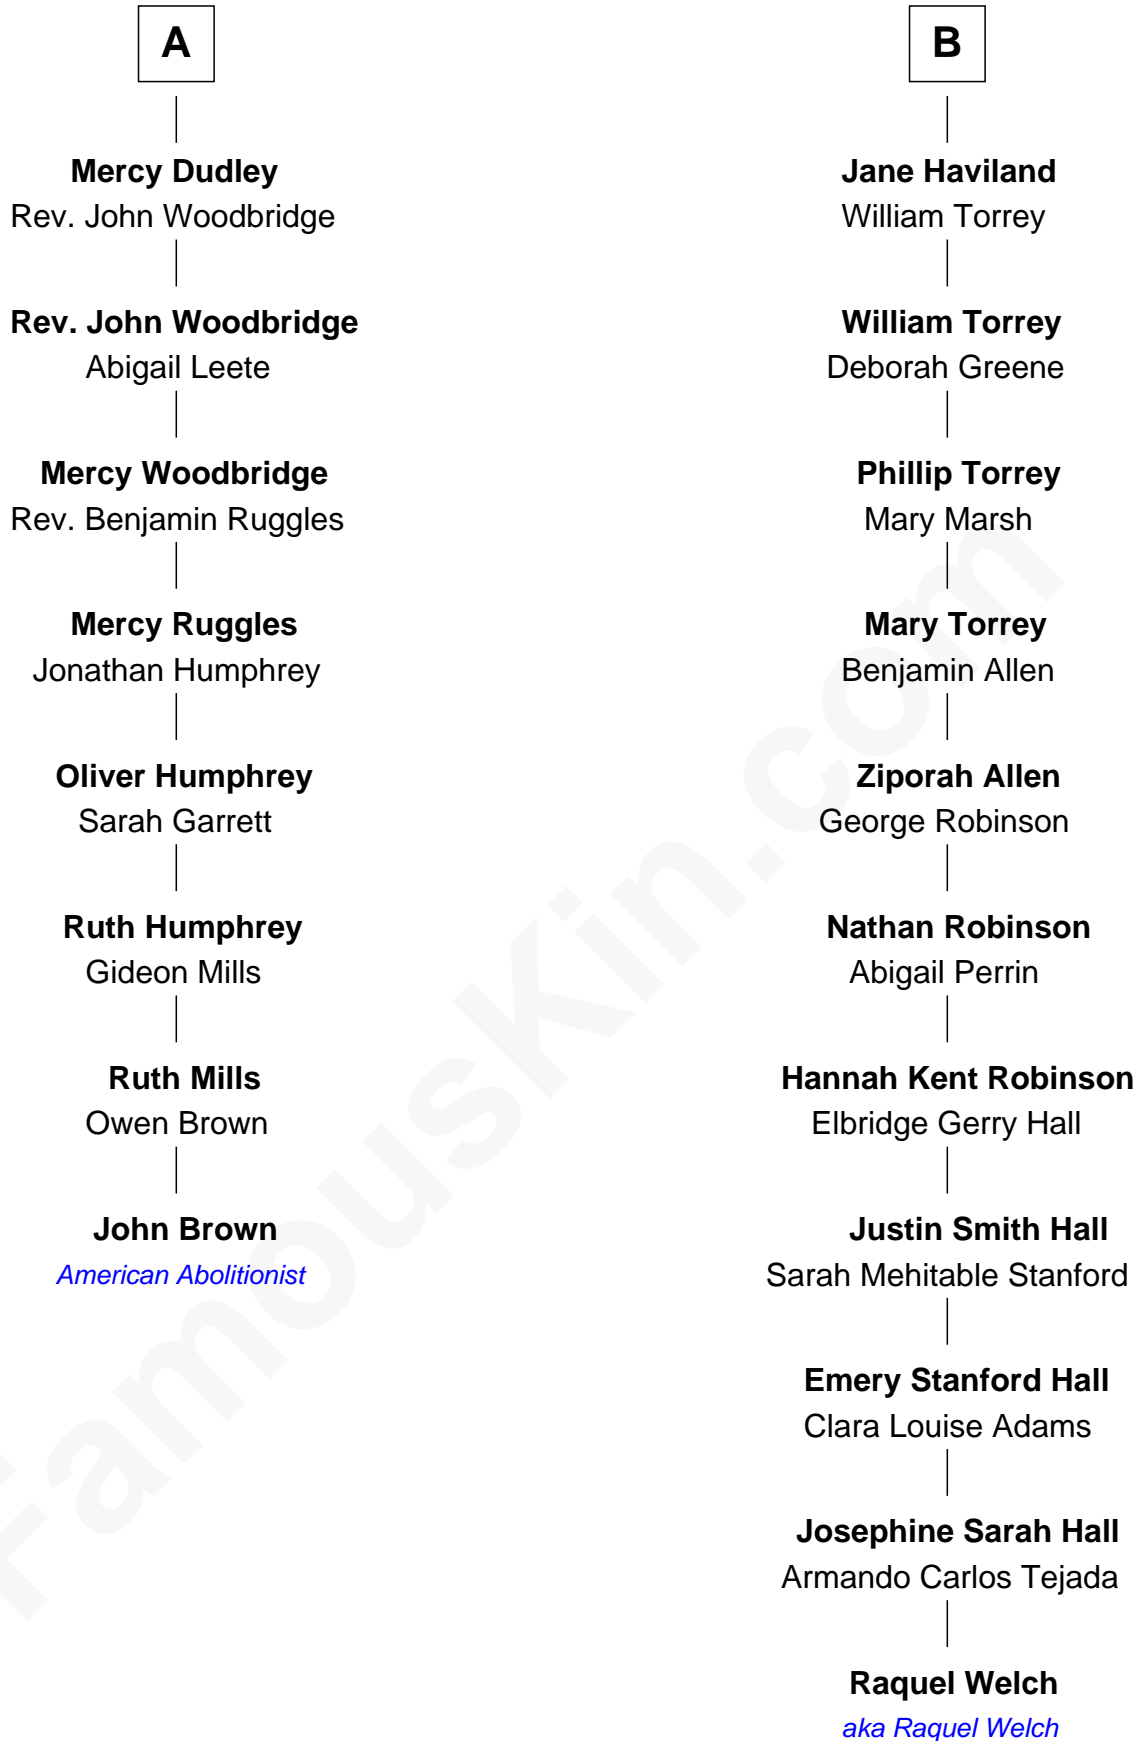 A
Mercy Dudley
Rev. John Woodbridge
Rev. John Woodbridge
Abigail Leete
Mercy Woodbridge
Rev. Benjamin Ruggles
Mercy Ruggles
Jonathan Humphrey
Oliver Humphrey
Sarah Garrett
Ruth Humphrey
Gideon Mills
Ruth Mills
Owen Brown
John Brown
American Abolitionist
B
Jane Haviland
William Torrey
William Torrey
Deborah Greene
Phillip Torrey
Mary Marsh
Mary Torrey
Benjamin Allen
Ziporah Allen
George Robinson
Nathan Robinson
Abigail Perrin
Hannah Kent Robinson
Elbridge Gerry Hall
Justin Smith Hall
Sarah Mehitable Stanford
Emery Stanford Hall
Clara Louise Adams
Josephine Sarah Hall
Armando Carlos Tejada
Raquel Welch
aka Raquel Welch
FamousKin.com